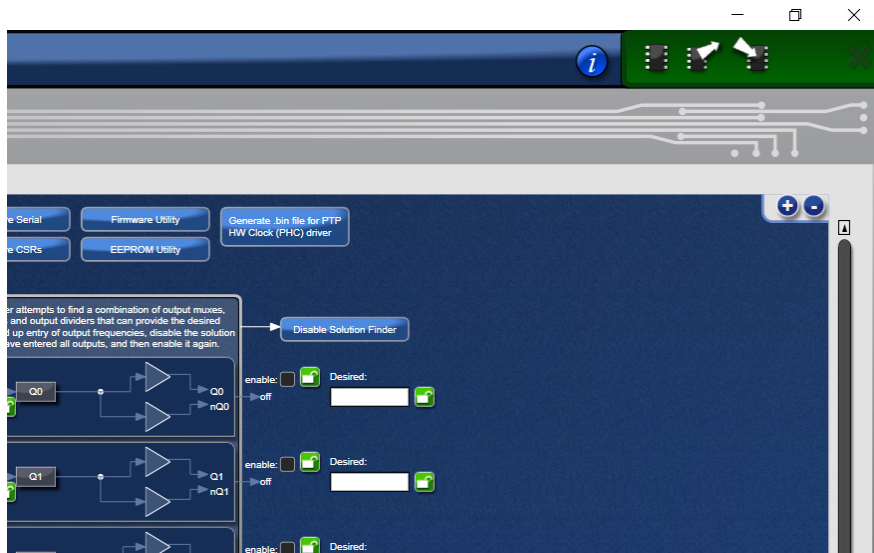 i
+ -
re Serial
Firmware Utility
Generate .bin file for PTP
HW Clock (PHC) driver
re CSRs
EEPROM Utility
er attempts to find a combination of output muxes,
and output dividers that can provide the desired
d up entry of output frequencies, disable the solution
ave entered all outputs, and then enable it again.
Disable Solution Finder
Q0
Q0
nQ0
enable:
off
Desired:
Q1
Q1
nQ1
enable:
off
Desired:
enable:
Desired: